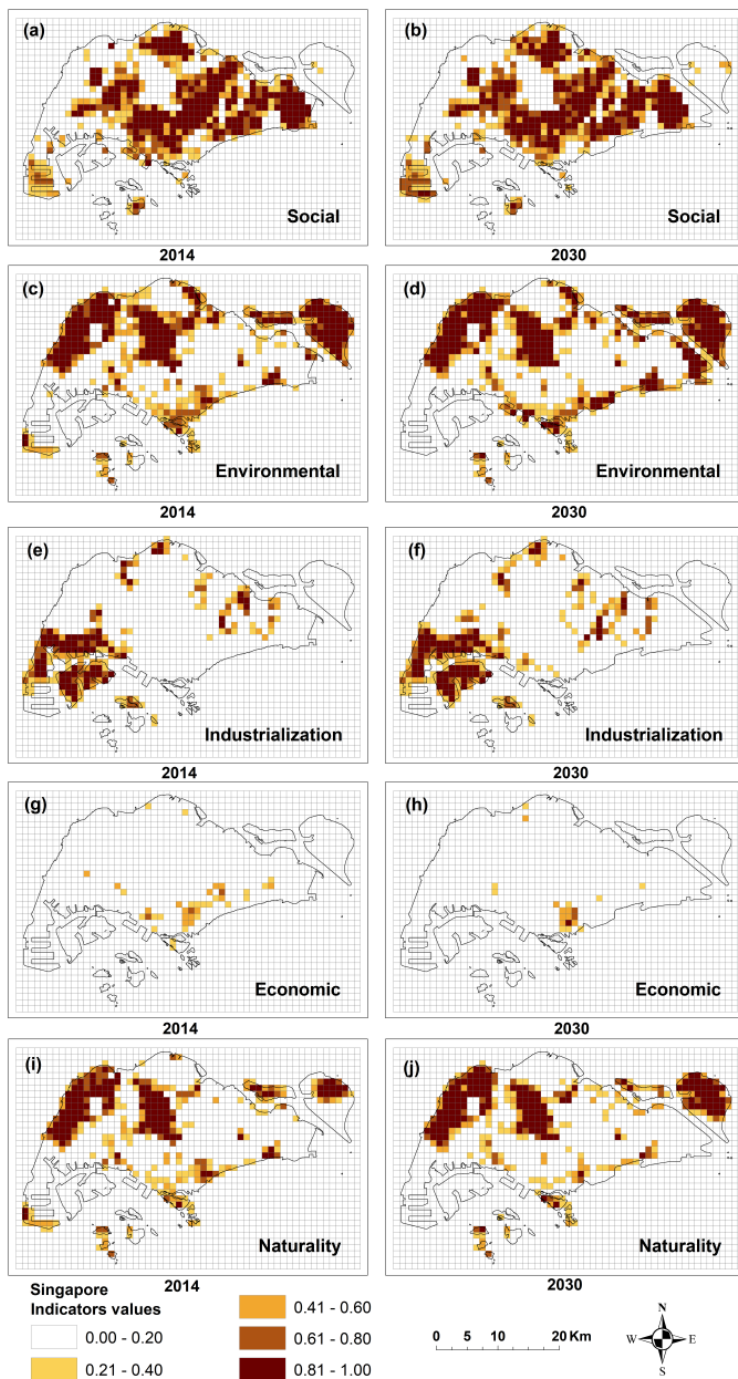 (a)
Social
2014
(b)
Social
2030
(c)
Environmental
2014
(d)
Environmental
2030
(e)
Industrialization
2014
(f)
Industrialization
2030
(g)
Economic
2014
(h)
Economic
2030
(i)
Naturality
2014
(j)
Naturality
2030
Singapore
Indicators values
0.00 - 0.20
0.21 - 0.40
0.41 - 0.60
0.61 - 0.80
0.81 - 1.00
0 5 10 20 Km
N
W E
S